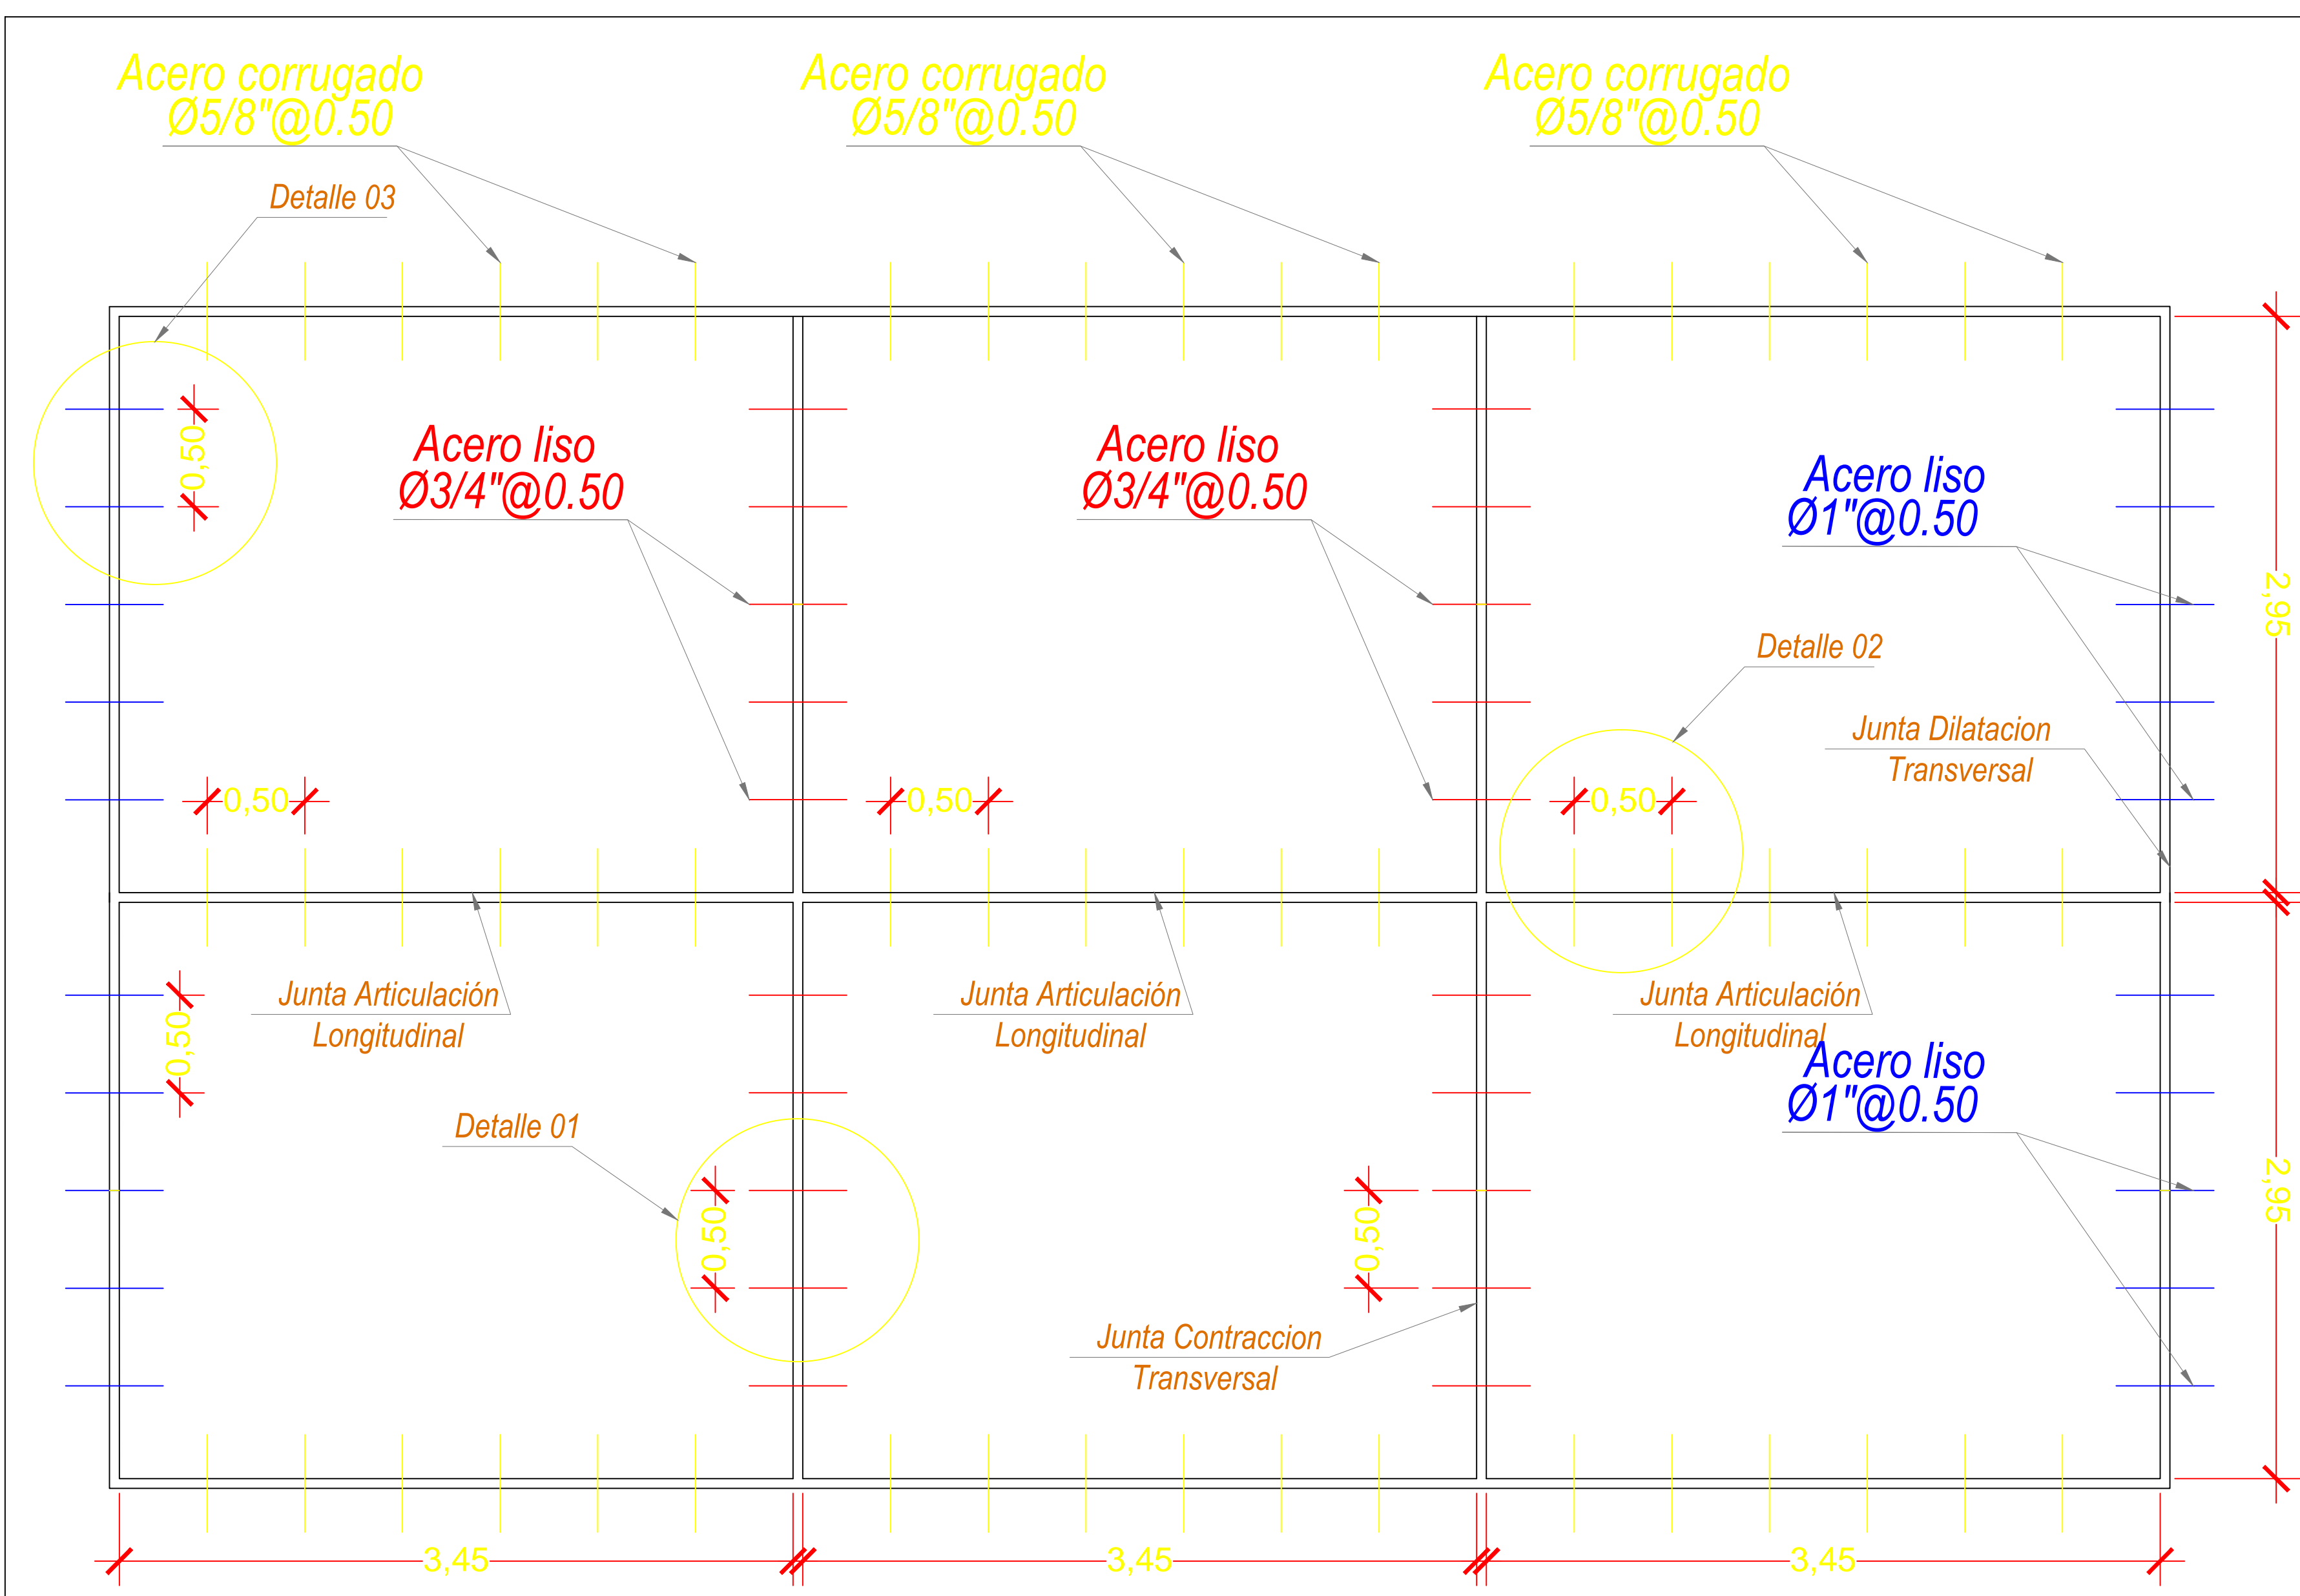 Acero corrugado
Ø5/8"@0.50
Acero corrugado
Ø5/8"@0.50
Acero corrugado
Ø5/8"@0.50
Detalle 03
0,50
Acero liso
Ø3/4"@0.50
Acero liso
Ø3/4"@0.50
Acero liso
Ø1"@0.50
2,95
Detalle 02
Junta Dilatacion
Transversal
0,50
0,50
0,50
Junta Articulación
Longitudinal
Junta Articulación
Longitudinal
Junta Articulación
Longitudinal
0,50
Acero liso
Ø1"@0.50
Detalle 01
0,50
0,50
2,95
Junta Contraccion
Transversal
3,45
3,45
3,45